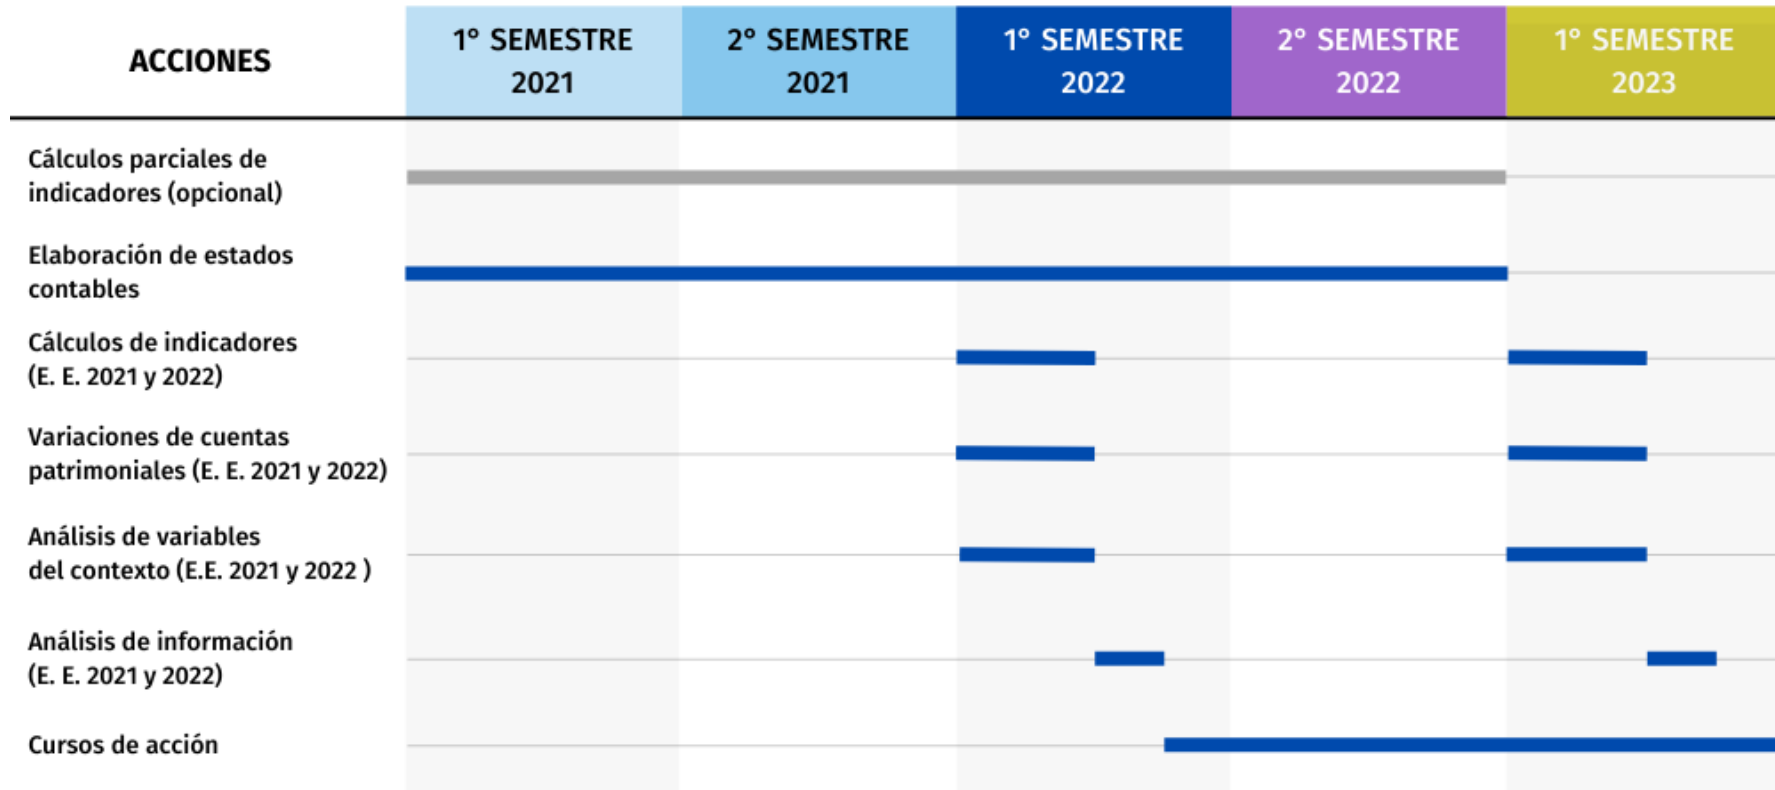 ACCIONES
1° SEMESTRE
2021
2° SEMESTRE
2021
1° SEMESTRE
2022
2° SEMESTRE
2022
1° SEMESTRE
2023
Cálculos parciales de
indicadores (opcional)
Elaboración de estados
contables
Cálculos de indicadores
(E. E. 2021 y 2022)
Variaciones de cuentas
patrimoniales (E. E. 2021 y 2022)
Análisis de variables
del contexto (E.E. 2021 y 2022 )
Análisis de información
(E. E. 2021 y 2022)
Cursos de acción